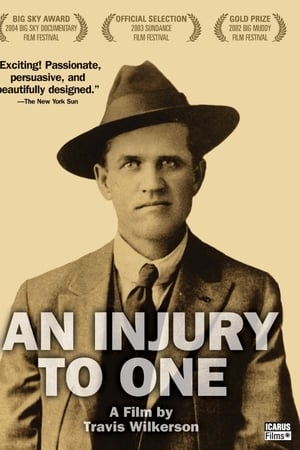 BIG SKY AWARD
2004 BIG SKY DOCUMENTARY
FILM FESTIVAL
OFFICIAL SELECTION
2003 SUNDANCE
FILM FESTIVAL
GOLD PRIZE
2002 BIG MUDDY
FILM FESTIVAL
Exciting! Passionate,
persuasive, and
beautifully designed.”
—The New York Sun
AN INJURY
TO ONE
A Film by
Travis Wilkerson
ICARUS
Films